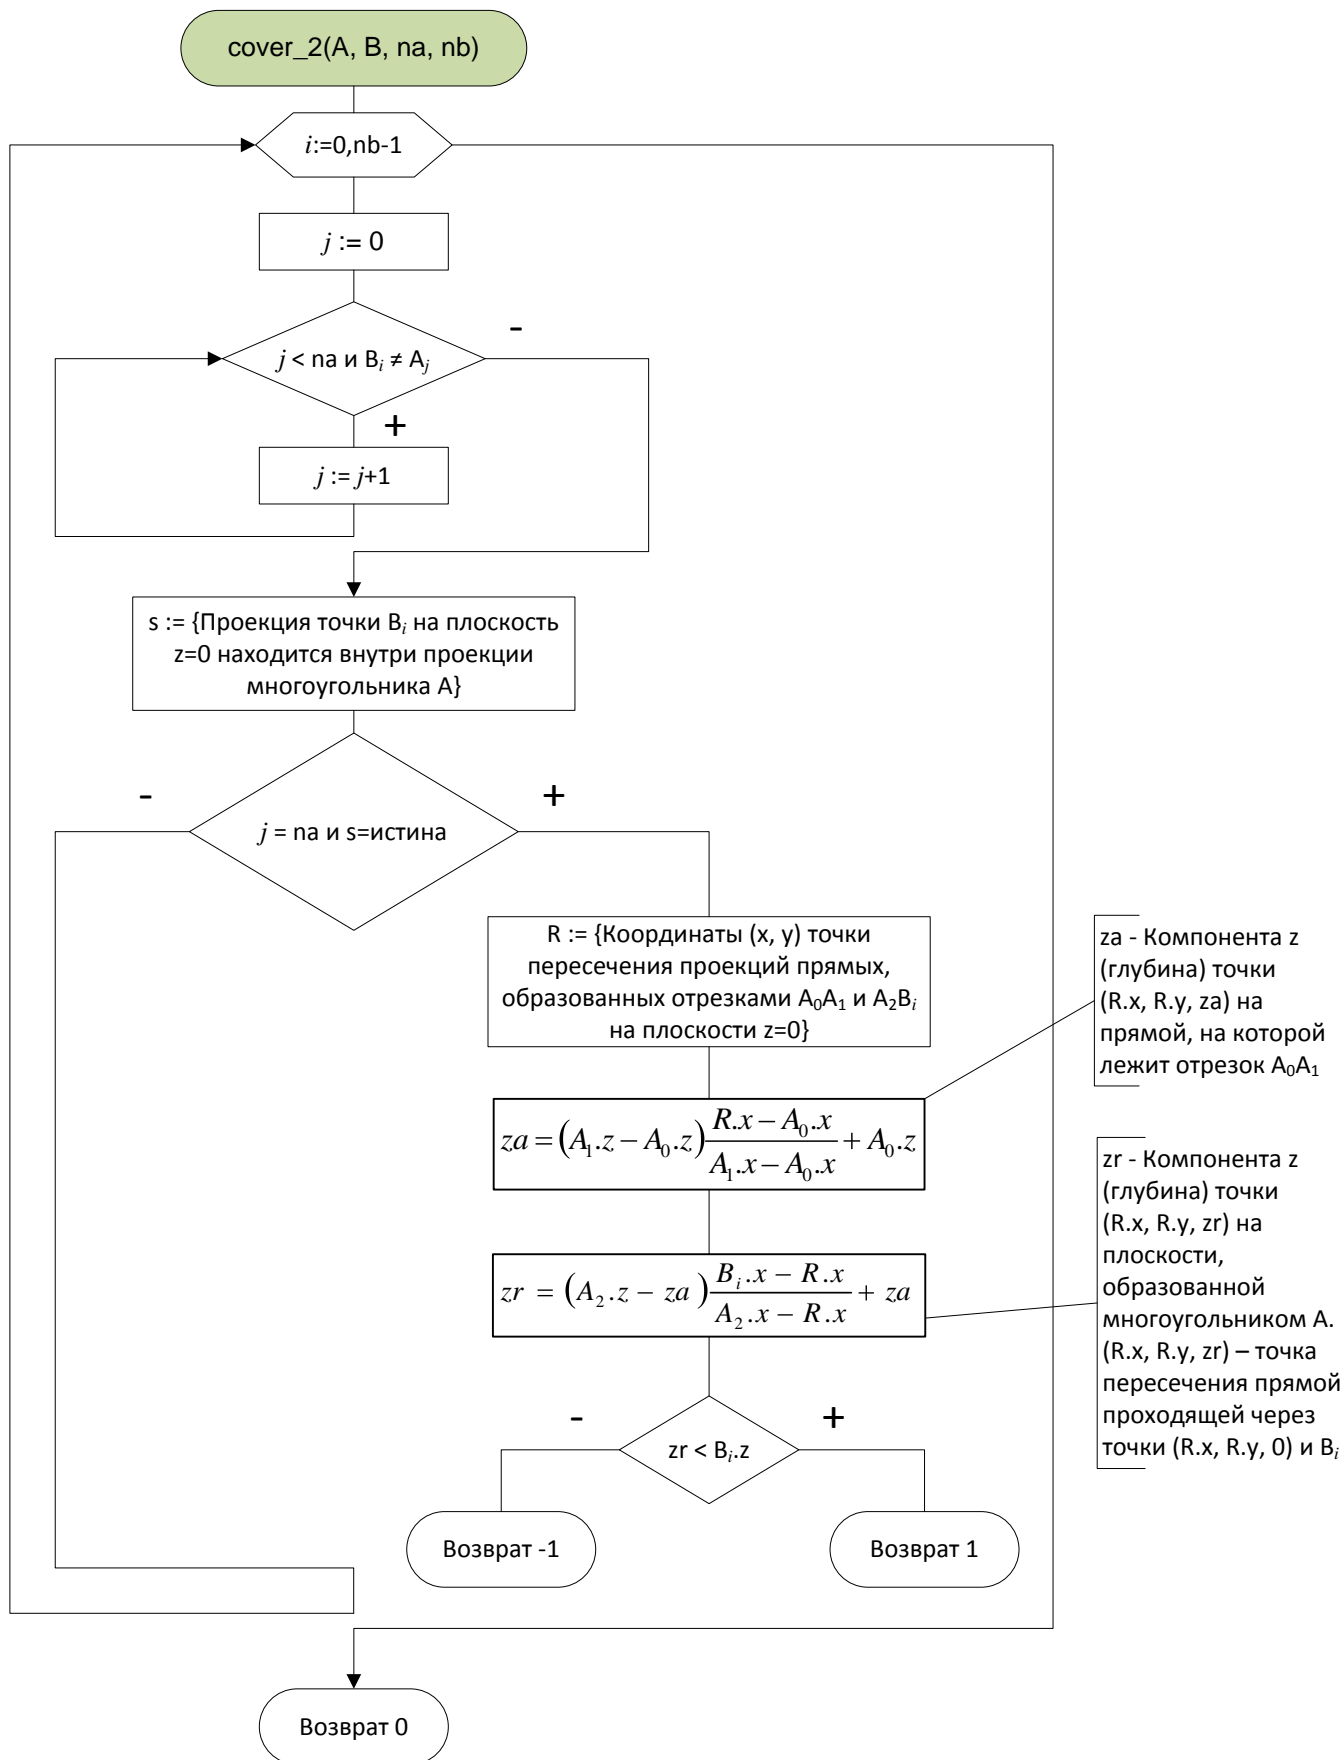 cover_2(A, B, na, nb)
i:=0,nb-1
j := 0
-
j < na и Bi ≠ Aj
+
j := j+1
s := {Проекция точки Bi на плоскость
z=0 находится внутри проекции
многоугольника A}
-
+
j = na и s=истина
R := {Координаты (x, y) точки
пересечения проекций прямых,
образованных отрезками A0A1 и A2Bi
на плоскости z=0}
za - Компонента z
(глубина) точки
(R.x, R.y, za) на
прямой, на которой
лежит отрезок A0A1
za = (A1.z − A0.z) (R.x − A0.x)/(A1.x − A0.x) + A0.z
zr = (A2.z − za) (Bi.x − R.x)/(A2.x − R.x) + za
zr - Компонента z
(глубина) точки
(R.x, R.y, zr) на
плоскости,
образованной
многоугольником A.
(R.x, R.y, zr) – точка
пересечения прямой
проходящей через
точки (R.x, R.y, 0) и Bi
-
+
zr < Bi.z
Возврат -1
Возврат 1
Возврат 0